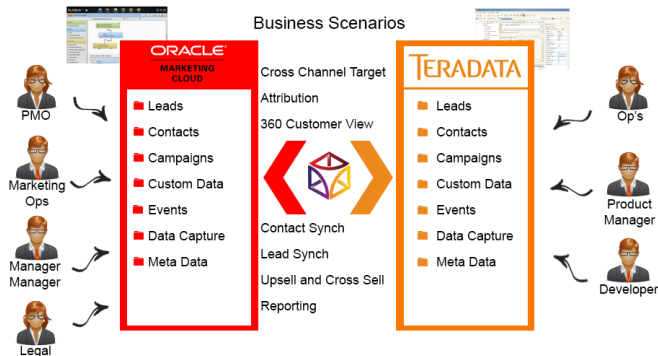 Business Scenarios
ELOQUA
ORACLE
MARKETING
CLOUD
Leads
Contacts
Campaigns
Custom Data
Events
Data Capture
Meta Data
PMO
Marketing
Ops
Manager
Manager
Legal
Cross Channel Target
Attribution
360 Customer View
Contact Synch
Lead Synch
Upsell and Cross Sell
Reporting
TERADATA
Leads
Contacts
Campaigns
Custom Data
Events
Data Capture
Meta Data
Op's
Product
Manager
Developer